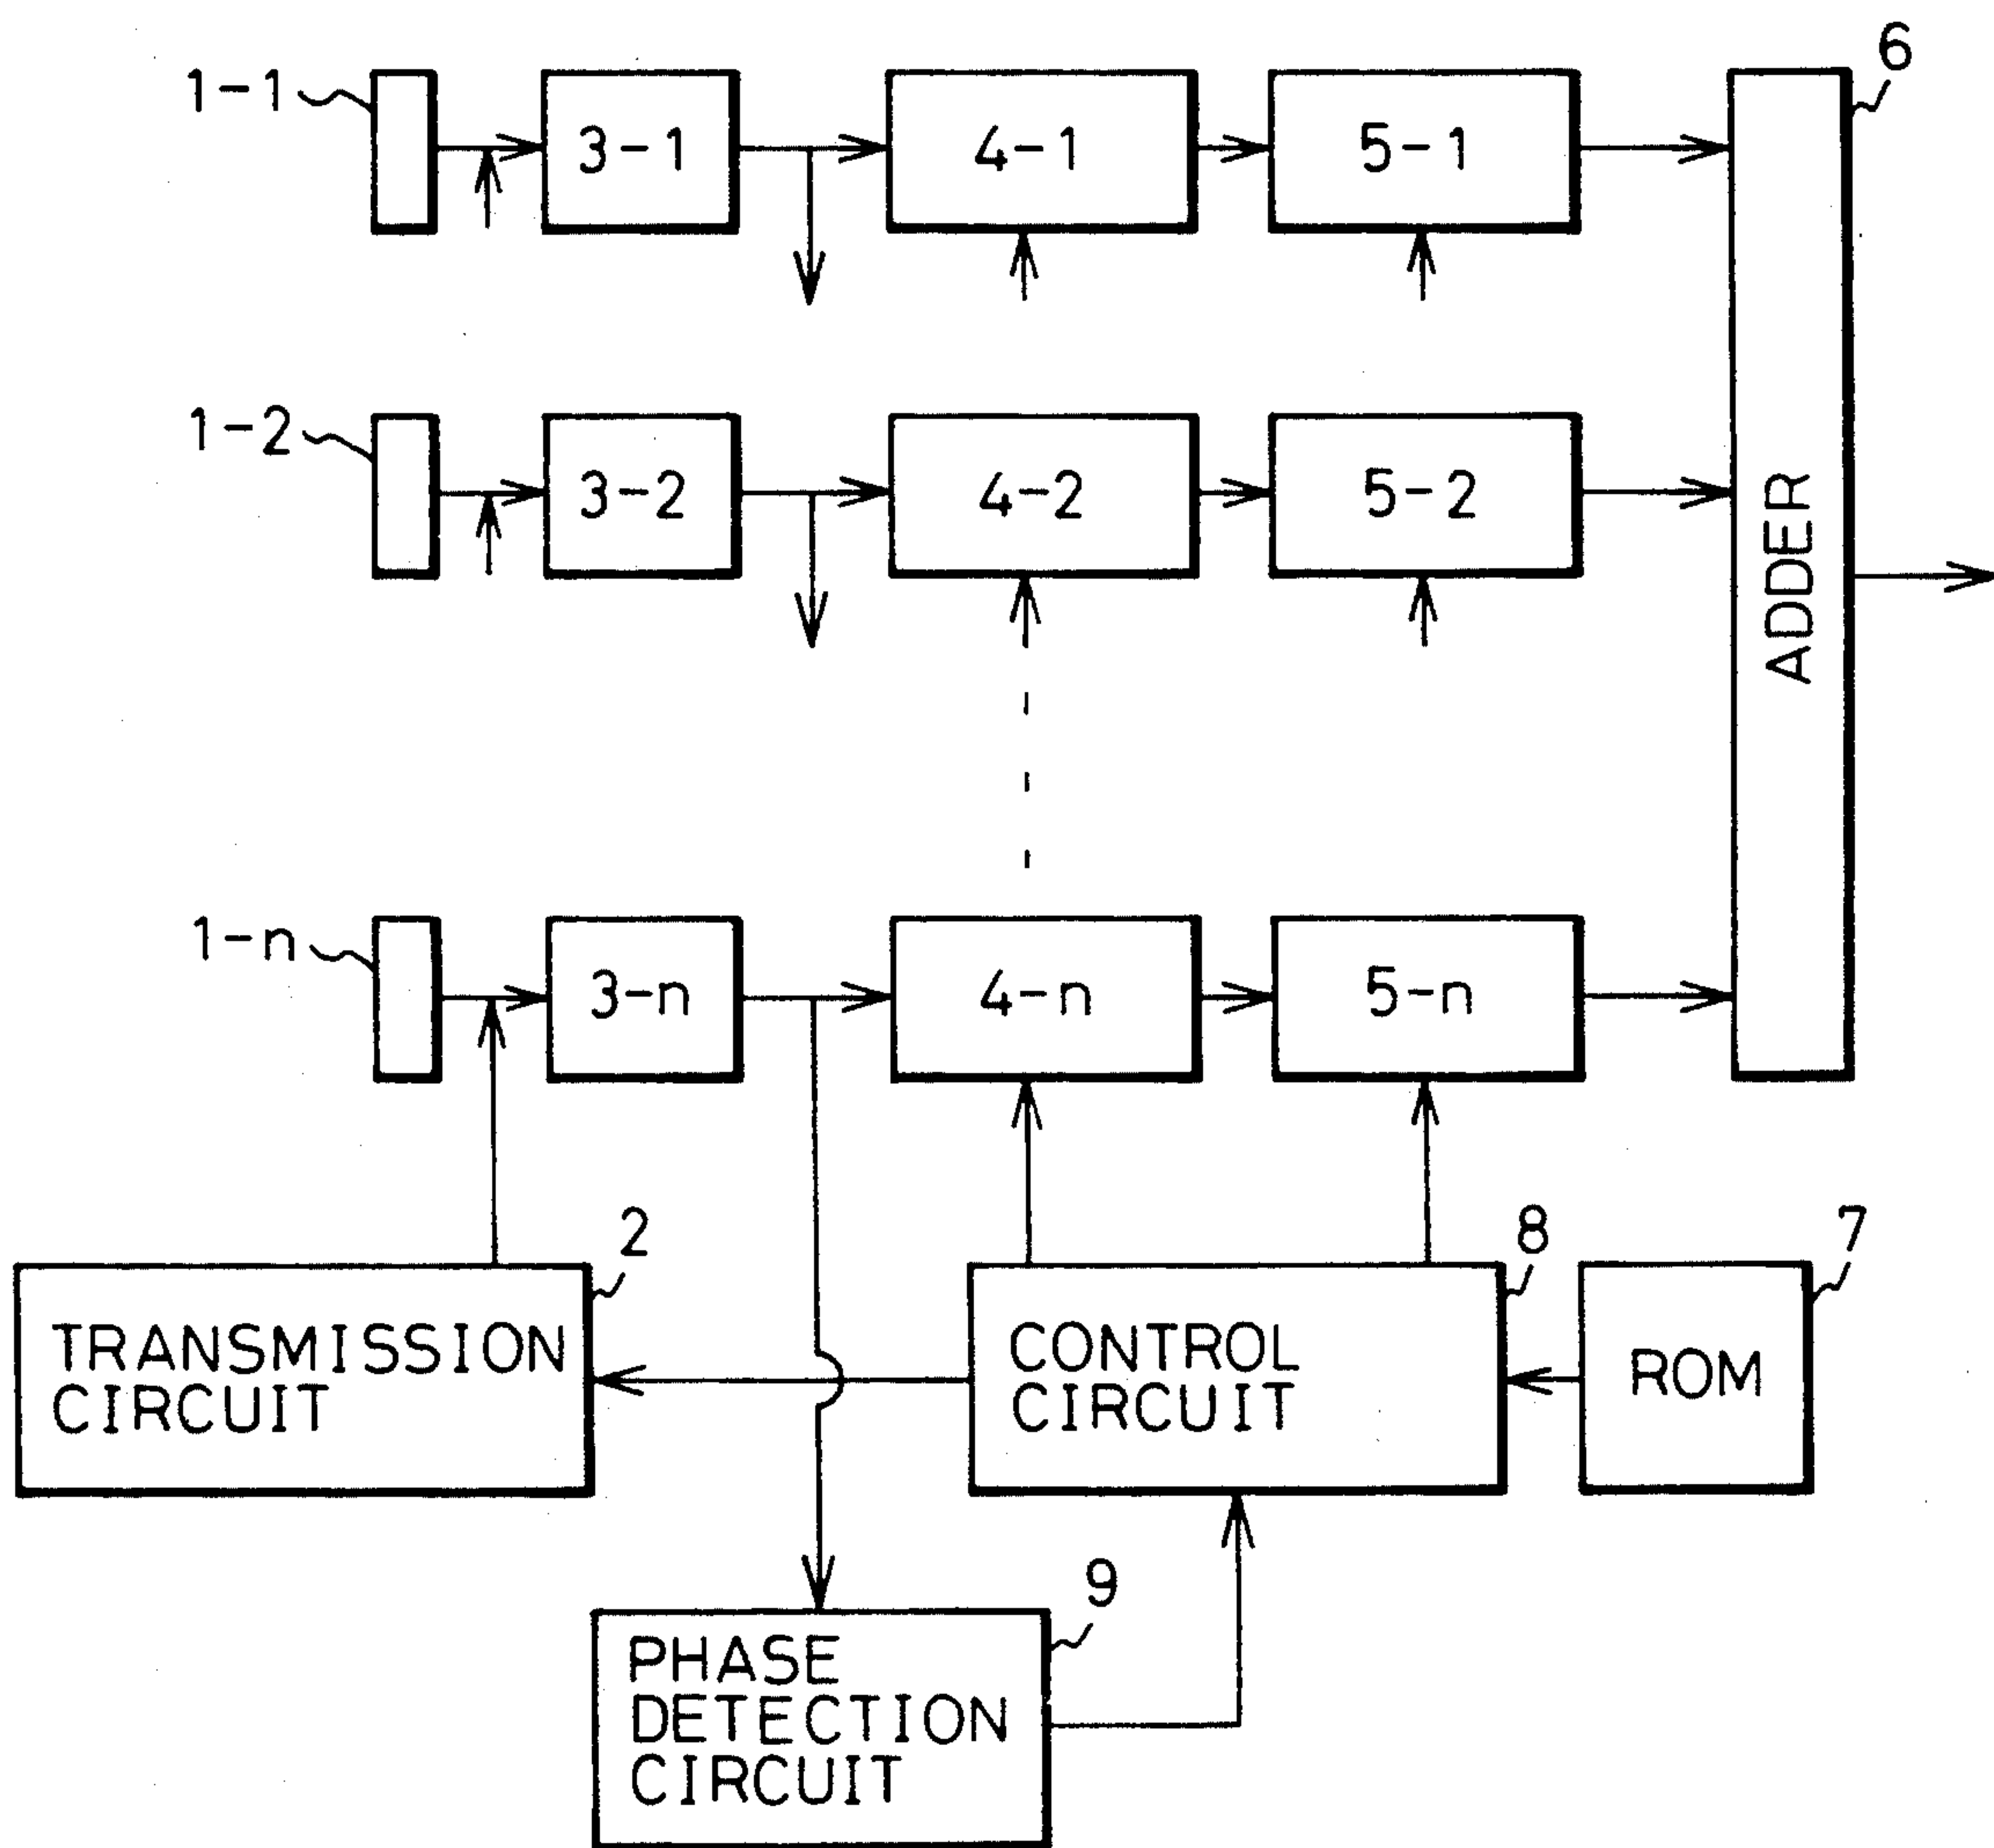 6
1-1
3-1
4-1
5-1
1-2
3-2
4-2
5-2
ADDER
1-n
3-n
4-n
5-n
2
8
7
TRANSMISSION
CIRCUIT
CONTROL
CIRCUIT
ROM
9
PHASE
DETECTION
CIRCUIT